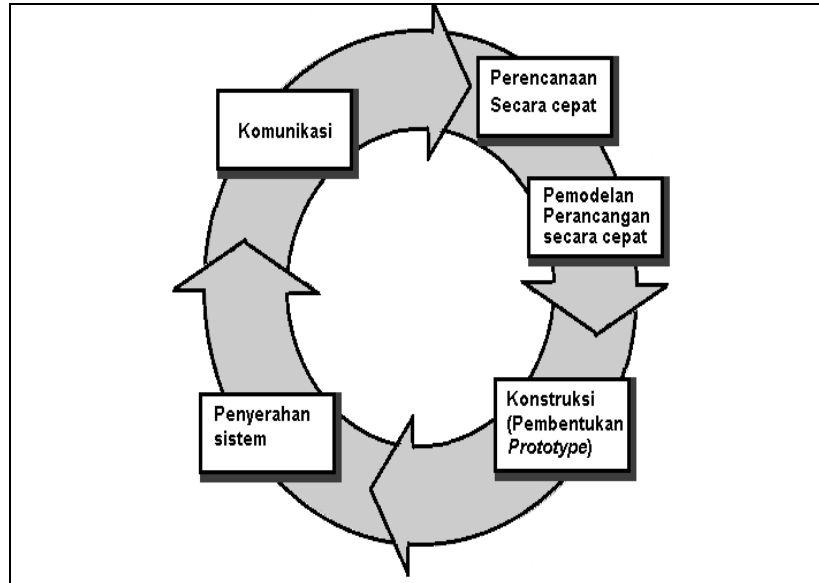 Komunikasi
Perencanaan
Secara cepat
Pemodelan
Perancangan
secara cepat
Konstruksi
(Pembentukan
Prototype)
Penyerahan
sistem